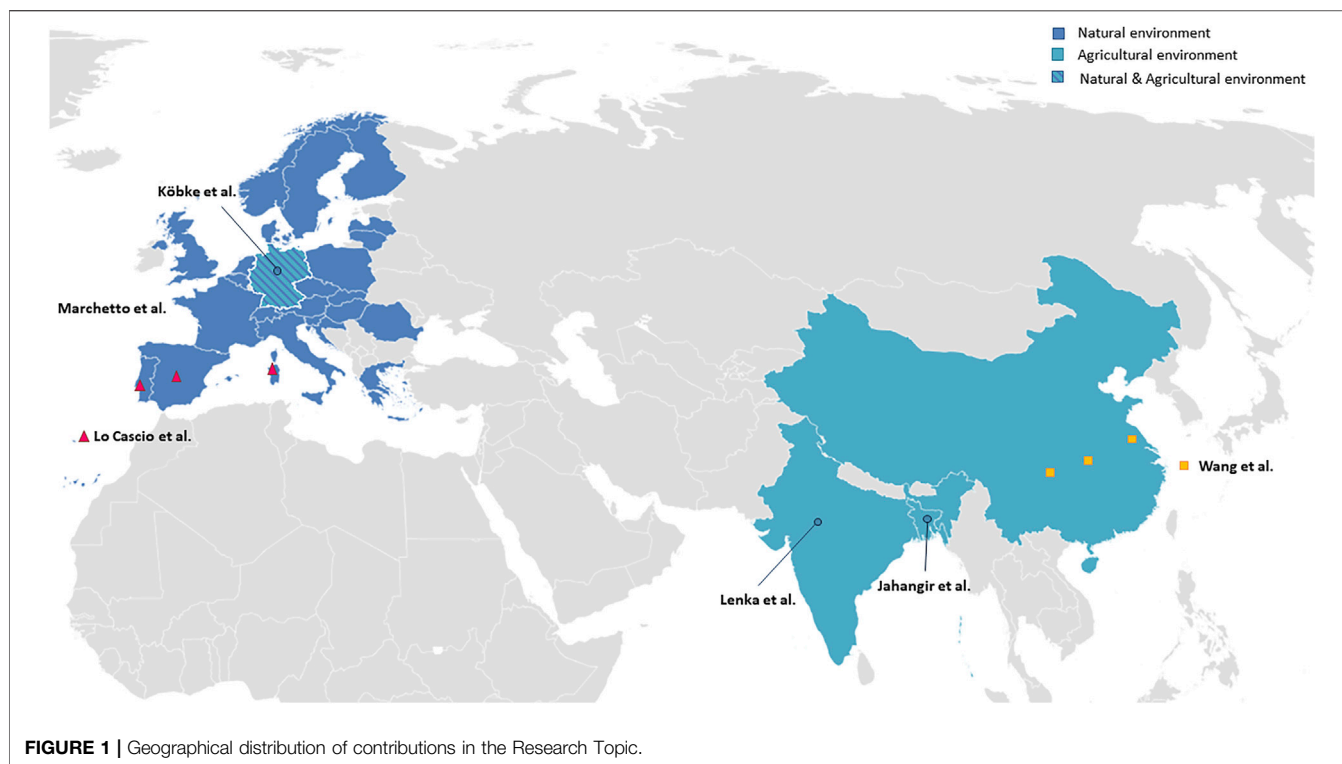 Natural environment
Agricultural environment
Natural & Agricultural environment
Köbke et al.
Marchetto et al.
Lo Cascio et al.
Wang et al.
Lenka et al.
Jahangir et al.
FIGURE 1 | Geographical distribution of contributions in the Research Topic.